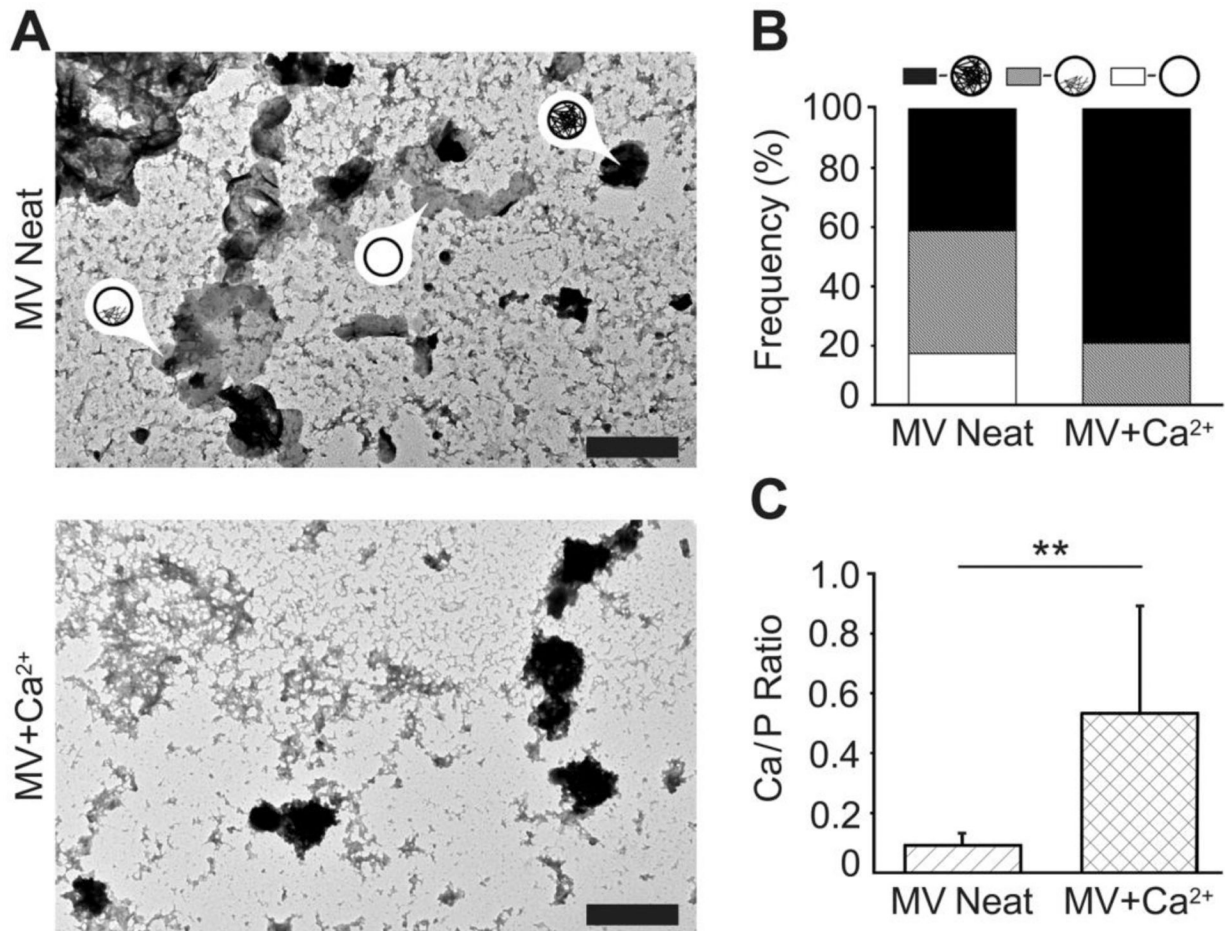 A
MV Neat
MV+Ca²⁺
B
Frequency (%)
100
80
60
40
20
0
MV Neat
MV+Ca²⁺
C
**
Ca/P Ratio
1.0
0.8
0.6
0.4
0.2
0
MV Neat
MV+Ca²⁺